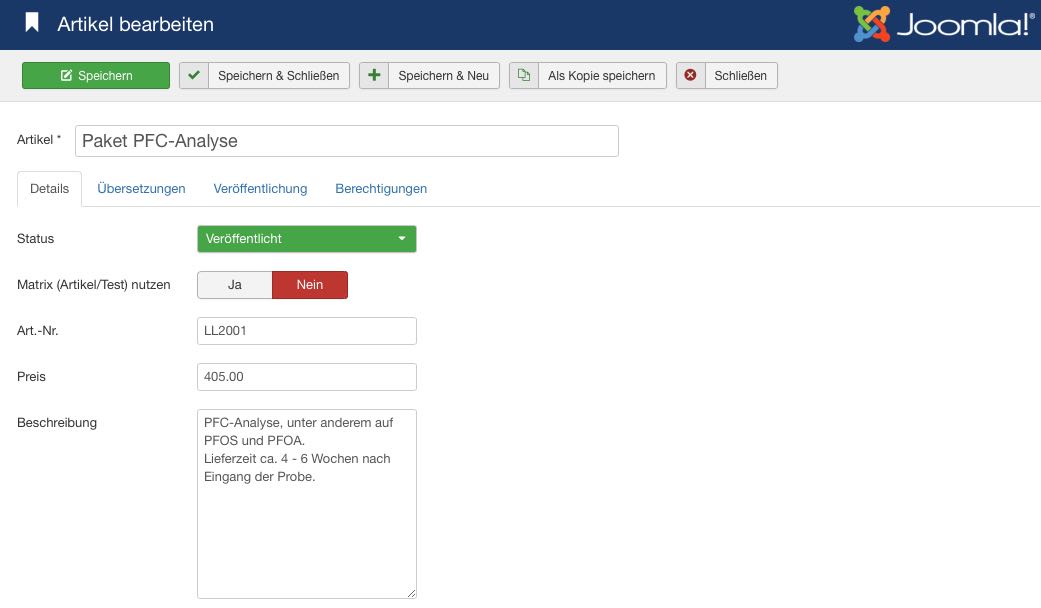 Artikel bearbeiten
Joomla!®
Speichern
Speichern & Schließen
Speichern & Neu
Als Kopie speichern
Schließen
Artikel *
Paket PFC-Analyse
Details
Übersetzungen
Veröffentlichung
Berechtigungen
Status
Veröffentlicht
Matrix (Artikel/Test) nutzen
Ja
Nein
Art.-Nr.
LL2001
Preis
405.00
Beschreibung
PFC-Analyse, unter anderem auf
PFOS und PFOA.
Lieferzeit ca. 4 - 6 Wochen nach
Eingang der Probe.